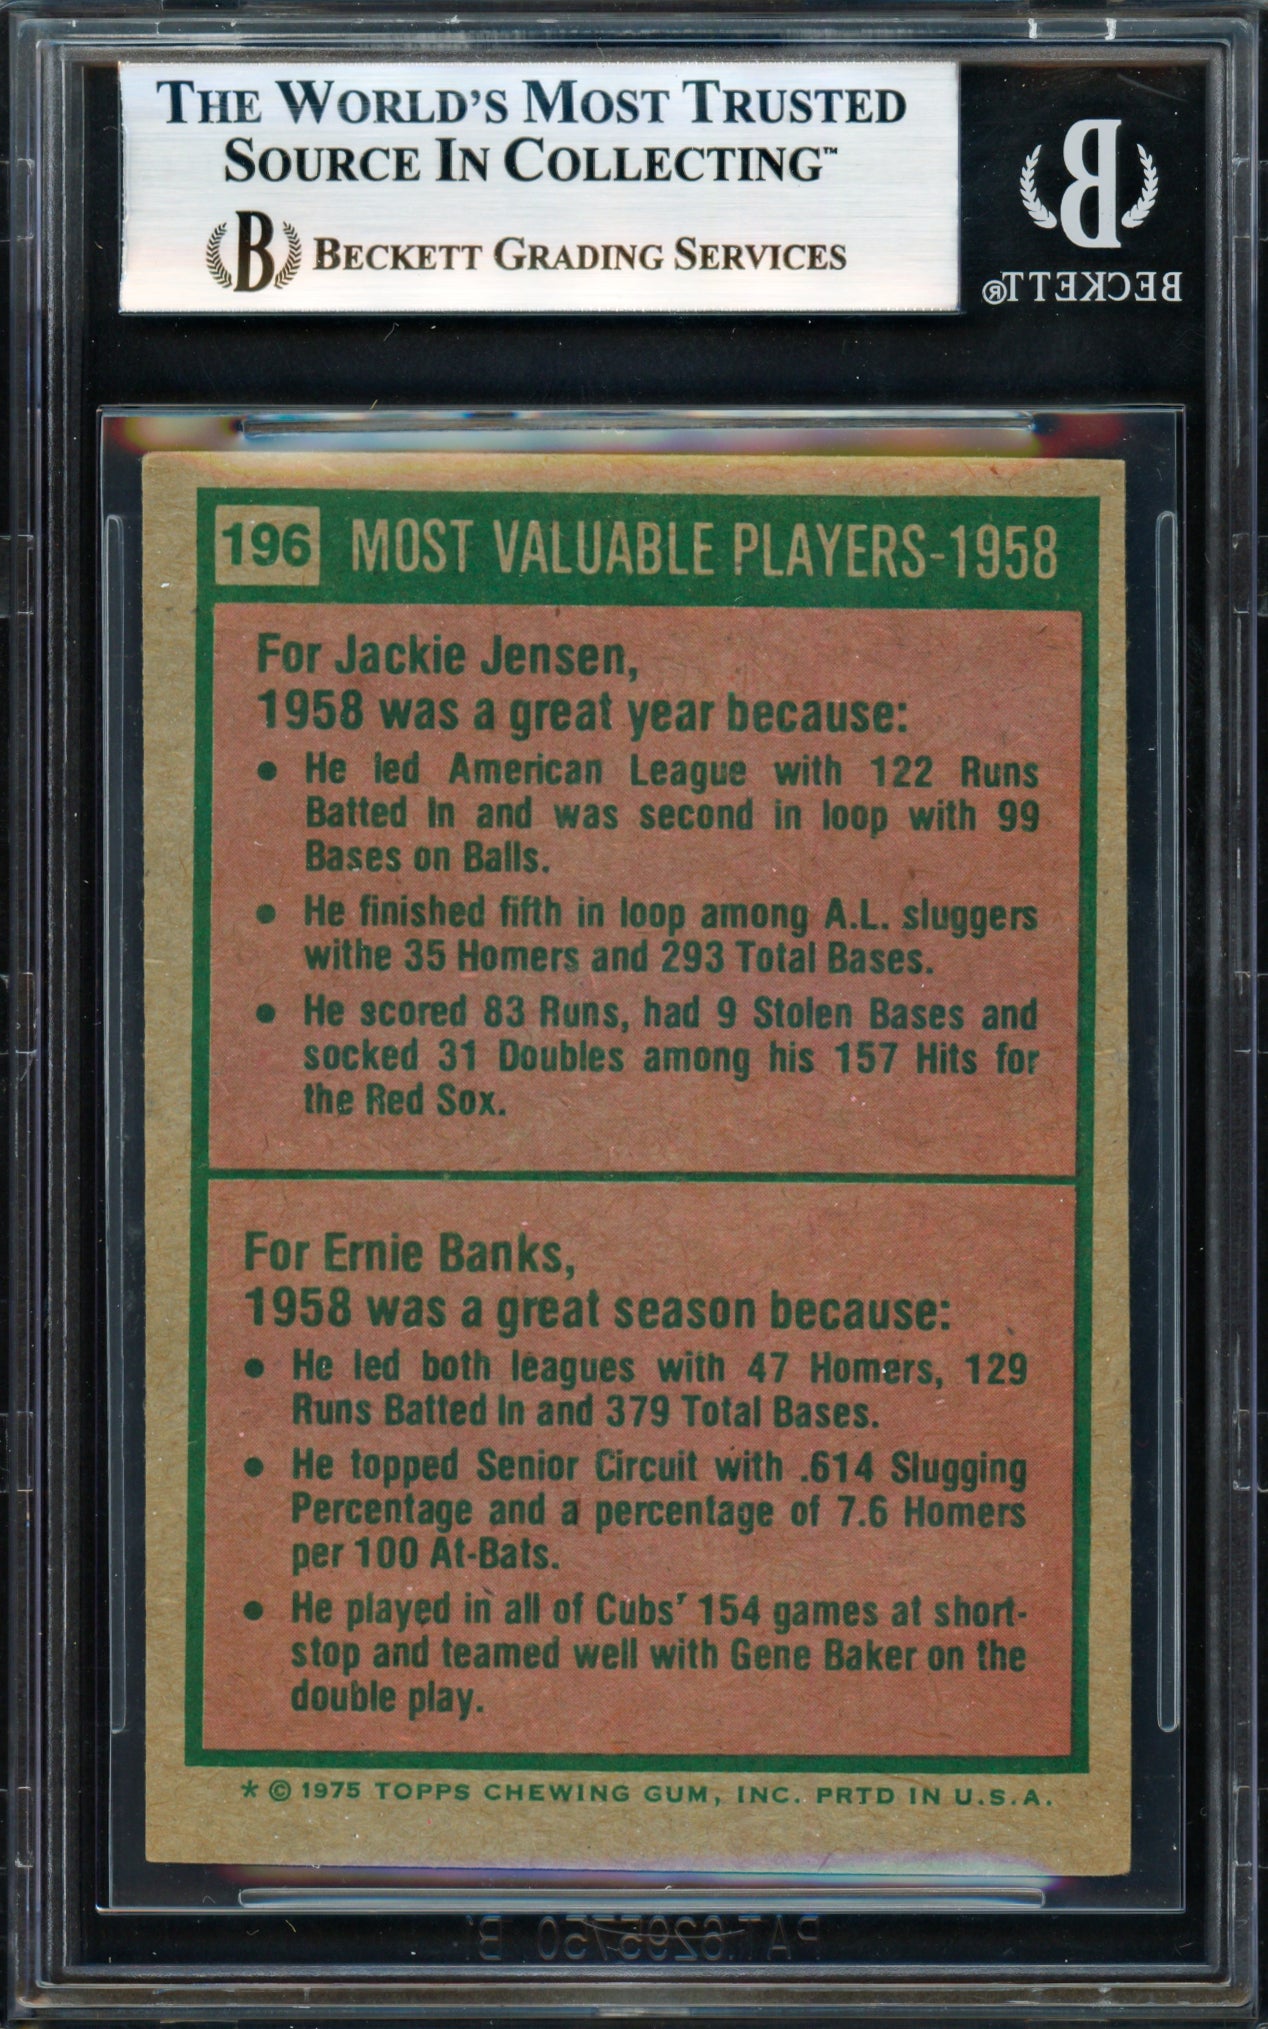 THE WORLD'S MOST TRUSTED
SOURCE IN COLLECTING™
B BECKETT GRADING SERVICES
B
BECKETT®
196 MOST VALUABLE PLAYERS-1958
For Jackie Jensen,
1958 was a great year because:
• He led American League with 122 Runs
Batted In and was second in loop with 99
Bases on Balls.
• He finished fifth in loop among A.L. sluggers
withe 35 Homers and 293 Total Bases.
• He scored 83 Runs, had 9 Stolen Bases and
socked 31 Doubles among his 157 Hits for
the Red Sox.
For Ernie Banks,
1958 was a great season because:
• He led both leagues with 47 Homers, 129
Runs Batted In and 379 Total Bases.
• He topped Senior Circuit with .614 Slugging
Percentage and a percentage of 7.6 Homers
per 100 At-Bats.
• He played in all of Cubs' 154 games at short-
stop and teamed well with Gene Baker on the
double play.
* © 1975 TOPPS CHEWING GUM, INC. PRTD IN U.S.A.